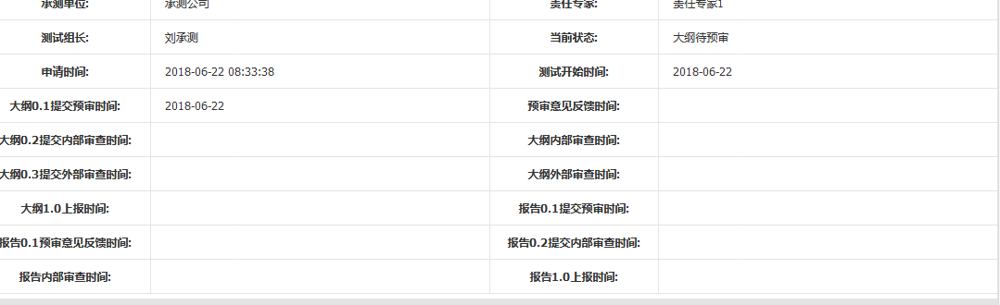 承测单位: 承测公司 责任专家: 责任专家1
测试组长: 刘承测 当前状态: 大纲待预审
申请时间: 2018-06-22 08:33:38 测试开始时间: 2018-06-22
大纲0.1提交预审时间: 2018-06-22 预审意见反馈时间:
大纲0.2提交内部审查时间: 大纲内部审查时间:
大纲0.3提交外部审查时间: 大纲外部审查时间:
大纲1.0上报时间: 报告0.1提交预审时间:
报告0.1预审意见反馈时间: 报告0.2提交内部审查时间:
报告内部审查时间: 报告1.0上报时间: